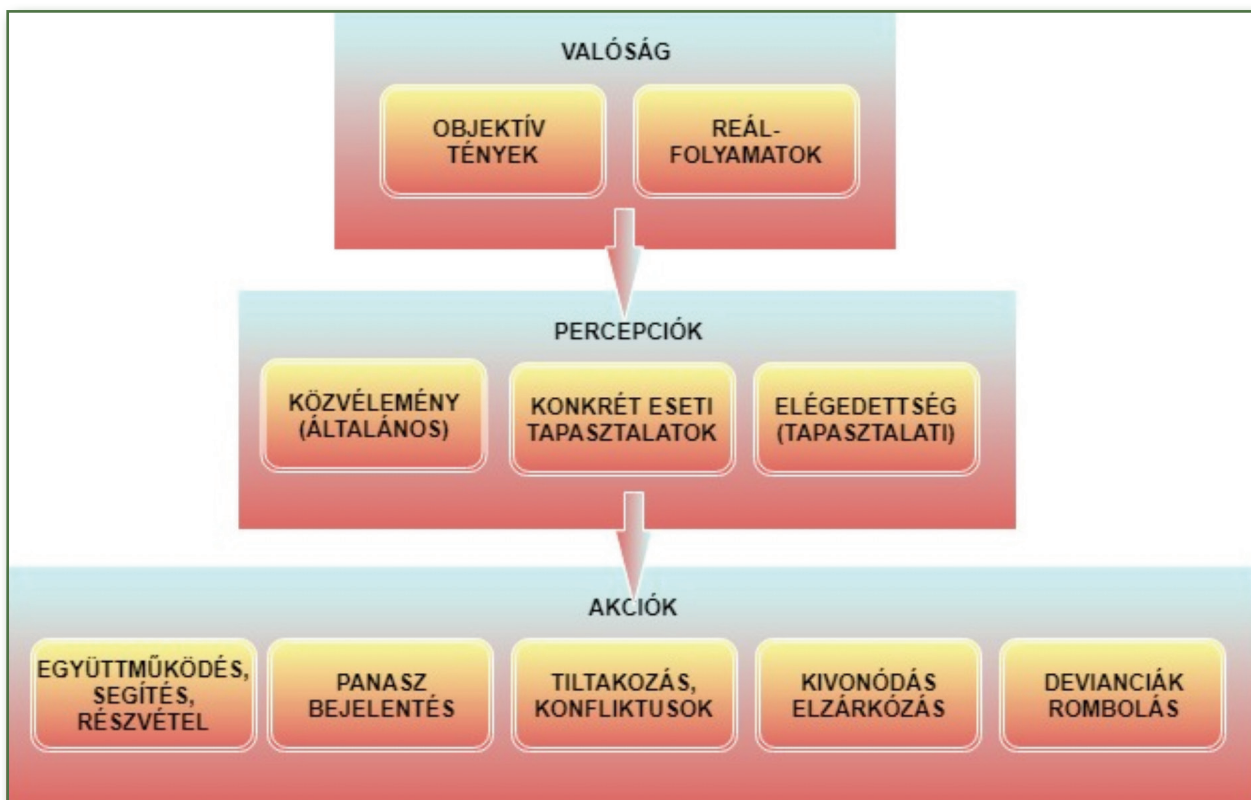 VALÓSÁG
OBJEKTÍV
TÉNYEK
REÁL-
FOLYAMATOK
PERCEPCIÓK
KÖZVÉLEMÉNY
(ÁLTALÁNOS)
KONKRÉT ESETI
TAPASZTALATOK
ELÉGEDETTSÉG
(TAPASZTALATI)
AKCIÓK
EGYÜTTMŰKÖDÉS,
SEGÍTÉS,
RÉSZVÉTEL
PANASZ
BEJELENTÉS
TILTAKOZÁS,
KONFLIKTUSOK
KIVONÓDÁS
ELZÁRKÓZÁS
DEVIANCIÁK
ROMBOLÁS